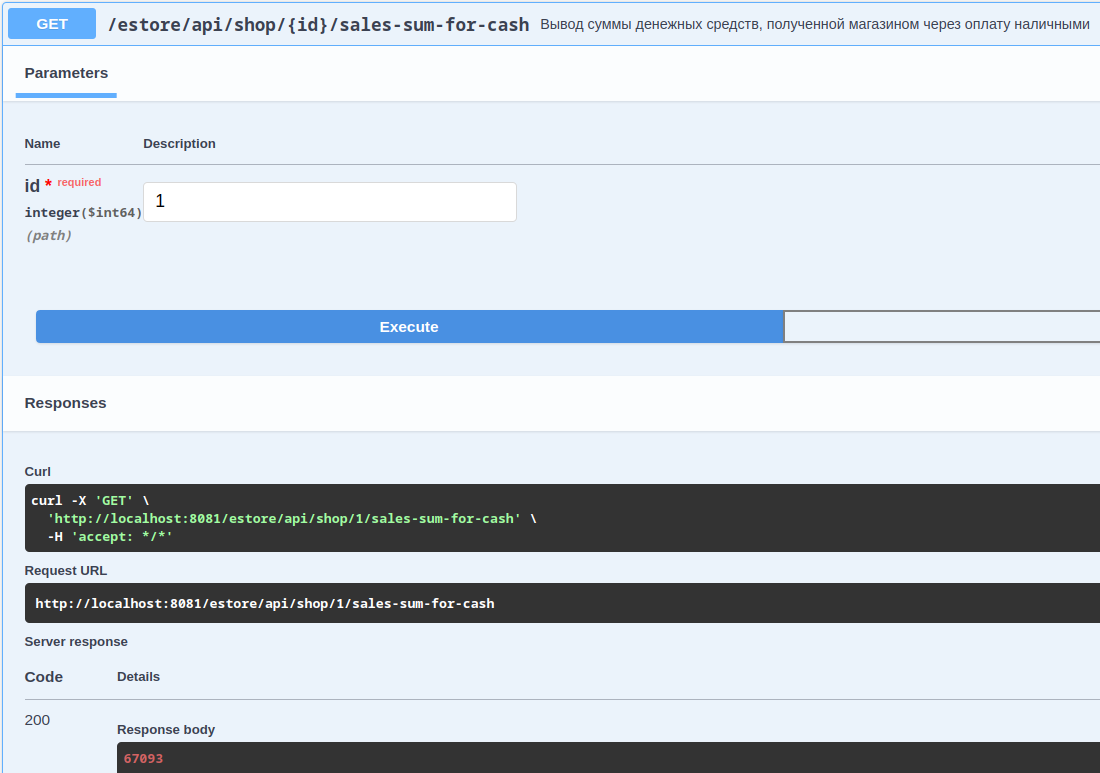 GET /estore/api/shop/{id}/sales-sum-for-cash Вывод суммы денежных средств, полученной магазином через оплату наличными
Parameters
Name Description
id * required
1
integer($int64)
(path)
Execute
Responses
Curl
curl -X 'GET' \
'http://localhost:8081/estore/api/shop/1/sales-sum-for-cash' \
-H 'accept: */*'
Request URL
http://localhost:8081/estore/api/shop/1/sales-sum-for-cash
Server response
Code Details
200
Response body
67093